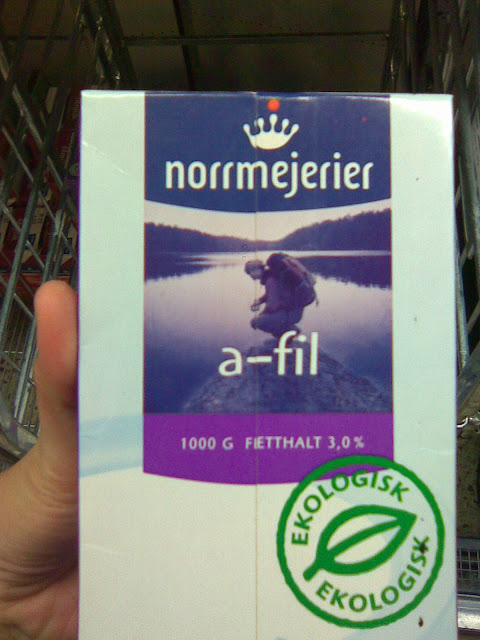 norrmejerier
a-fil
1000 G FETTHALT 3,0%
EKOLOGISK
EKOLOGISK